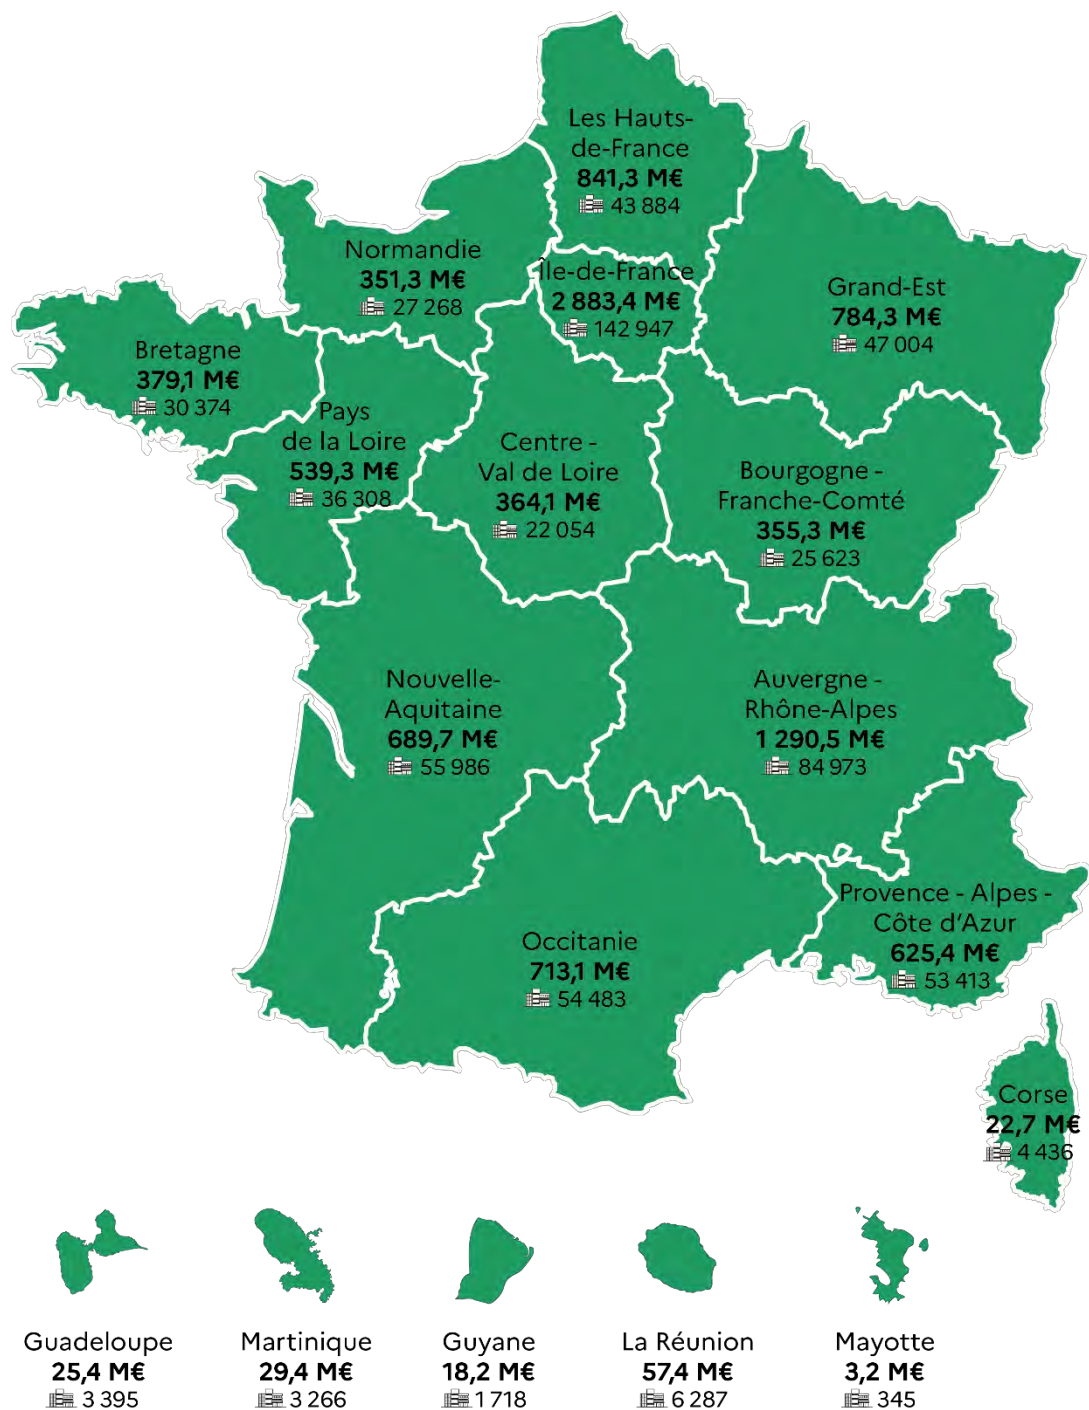 Les Hauts-
de-France
841,3 M€
43 884
Normandie
351,3 M€
27 268
Île-de-France
2 883,4 M€
142 947
Grand-Est
784,3 M€
47 004
Bretagne
379,1 M€
30 374
Pays
de la Loire
539,3 M€
36 308
Centre -
Val de Loire
364,1 M€
22 054
Bourgogne -
Franche-Comté
355,3 M€
25 623
Nouvelle-
Aquitaine
689,7 M€
55 986
Auvergne -
Rhône-Alpes
1 290,5 M€
84 973
Provence - Alpes -
Côte d'Azur
625,4 M€
53 413
Occitanie
713,1 M€
54 483
Corse
22,7 M€
4 436
Guadeloupe
25,4 M€
3 395
Martinique
29,4 M€
3 266
Guyane
18,2 M€
1 718
La Réunion
57,4 M€
6 287
Mayotte
3,2 M€
345